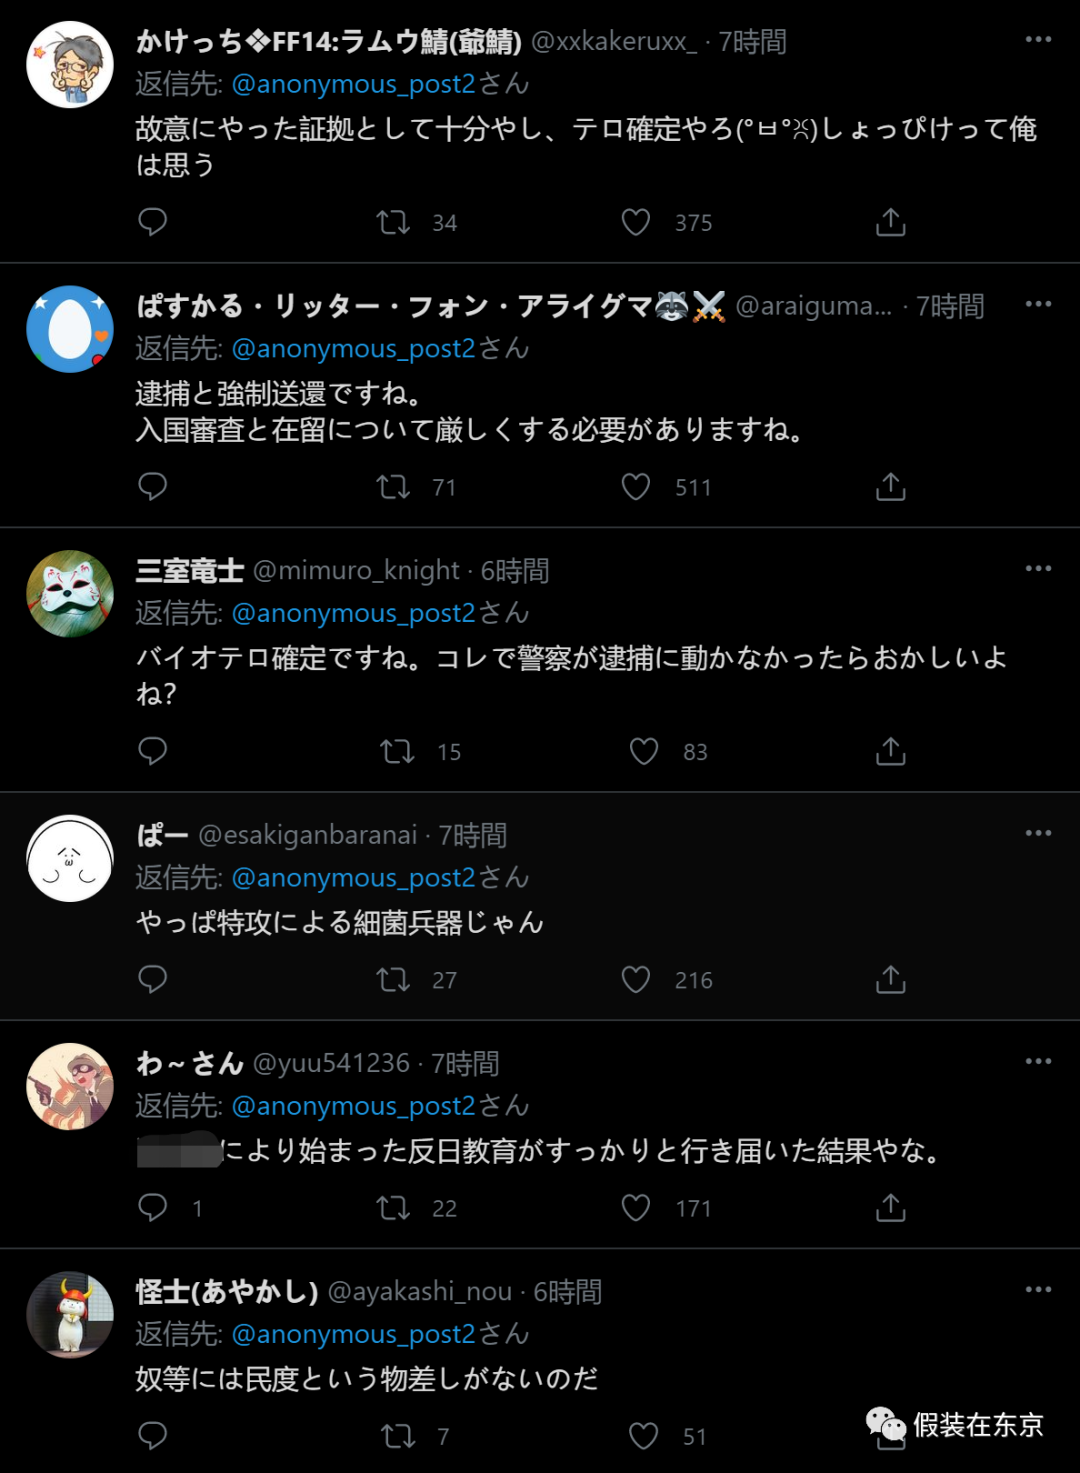 かけっち❖FF14:ラムウ鯖(爺鯖) @xxkakeruxx_ · 7時間
返信先: @anonymous_post2さん
故意にやった証拠として十分やし、テロ確定やろ(°ㅂ°ꐦ)しょっぴけって俺
は思う
34 375
ぱすかる・リッター・フォン・アライグマ🦝⚔️ @araiguma... · 7時間
返信先: @anonymous_post2さん
逮捕と強制送還ですね。
入国審査と在留について厳しくする必要がありますね。
71 511
三室竜士 @mimuro_knight · 6時間
返信先: @anonymous_post2さん
バイオテロ確定ですね。コレで警察が逮捕に動かなかったらおかしいよ
ね？
15 83
ぱー @esakiganbaranai · 7時間
返信先: @anonymous_post2さん
やっぱ特攻による細菌兵器じゃん
27 216
わ～さん @yuu541236 · 7時間
返信先: @anonymous_post2さん
により始まった反日教育がすっかりと行き届いた結果やな。
1 22 171
怪士(あやかし) @ayakashi_nou · 6時間
返信先: @anonymous_post2さん
奴等には民度という物差しがないのだ
7 51
假装在东京